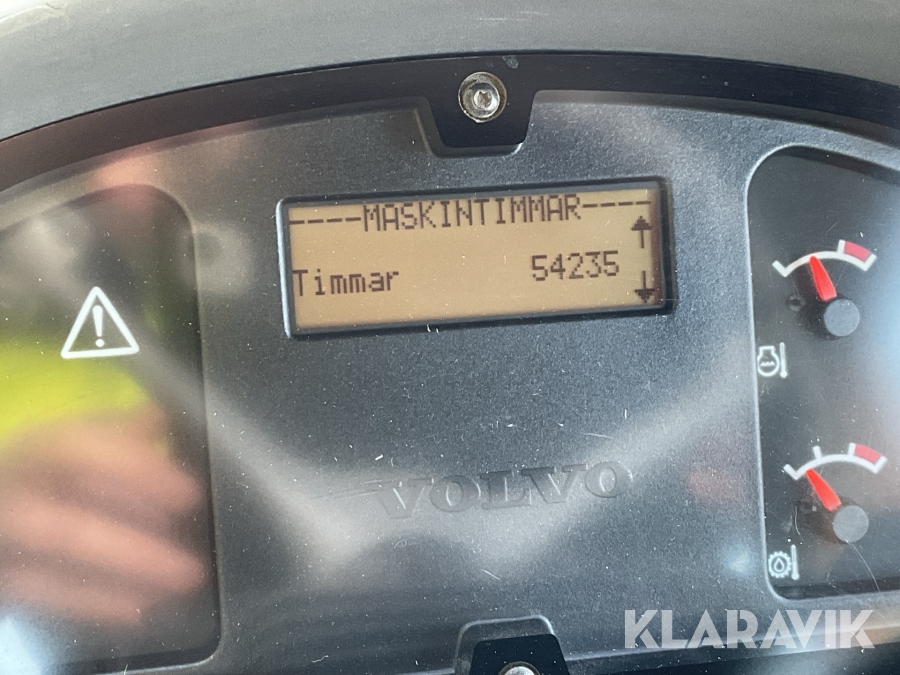 ----MASKINTIMMAR----
Timmar 54235
VOLVO
KLARAVIK